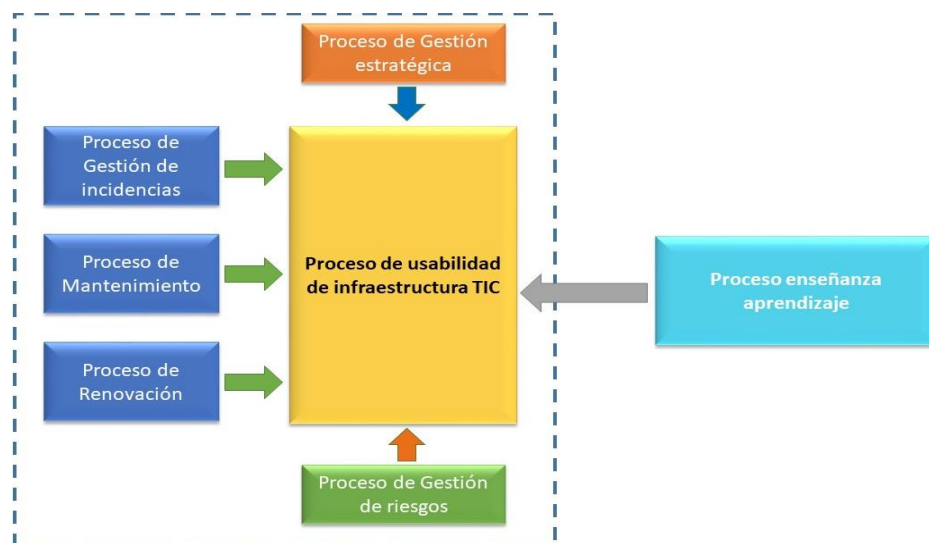 Proceso de Gestión
estratégica
Proceso de
Gestión de
incidencias
Proceso de
Mantenimiento
Proceso de
Renovación
Proceso de usabilidad
de infraestructura TIC
Proceso enseñanza
aprendizaje
Proceso de Gestión
de riesgos